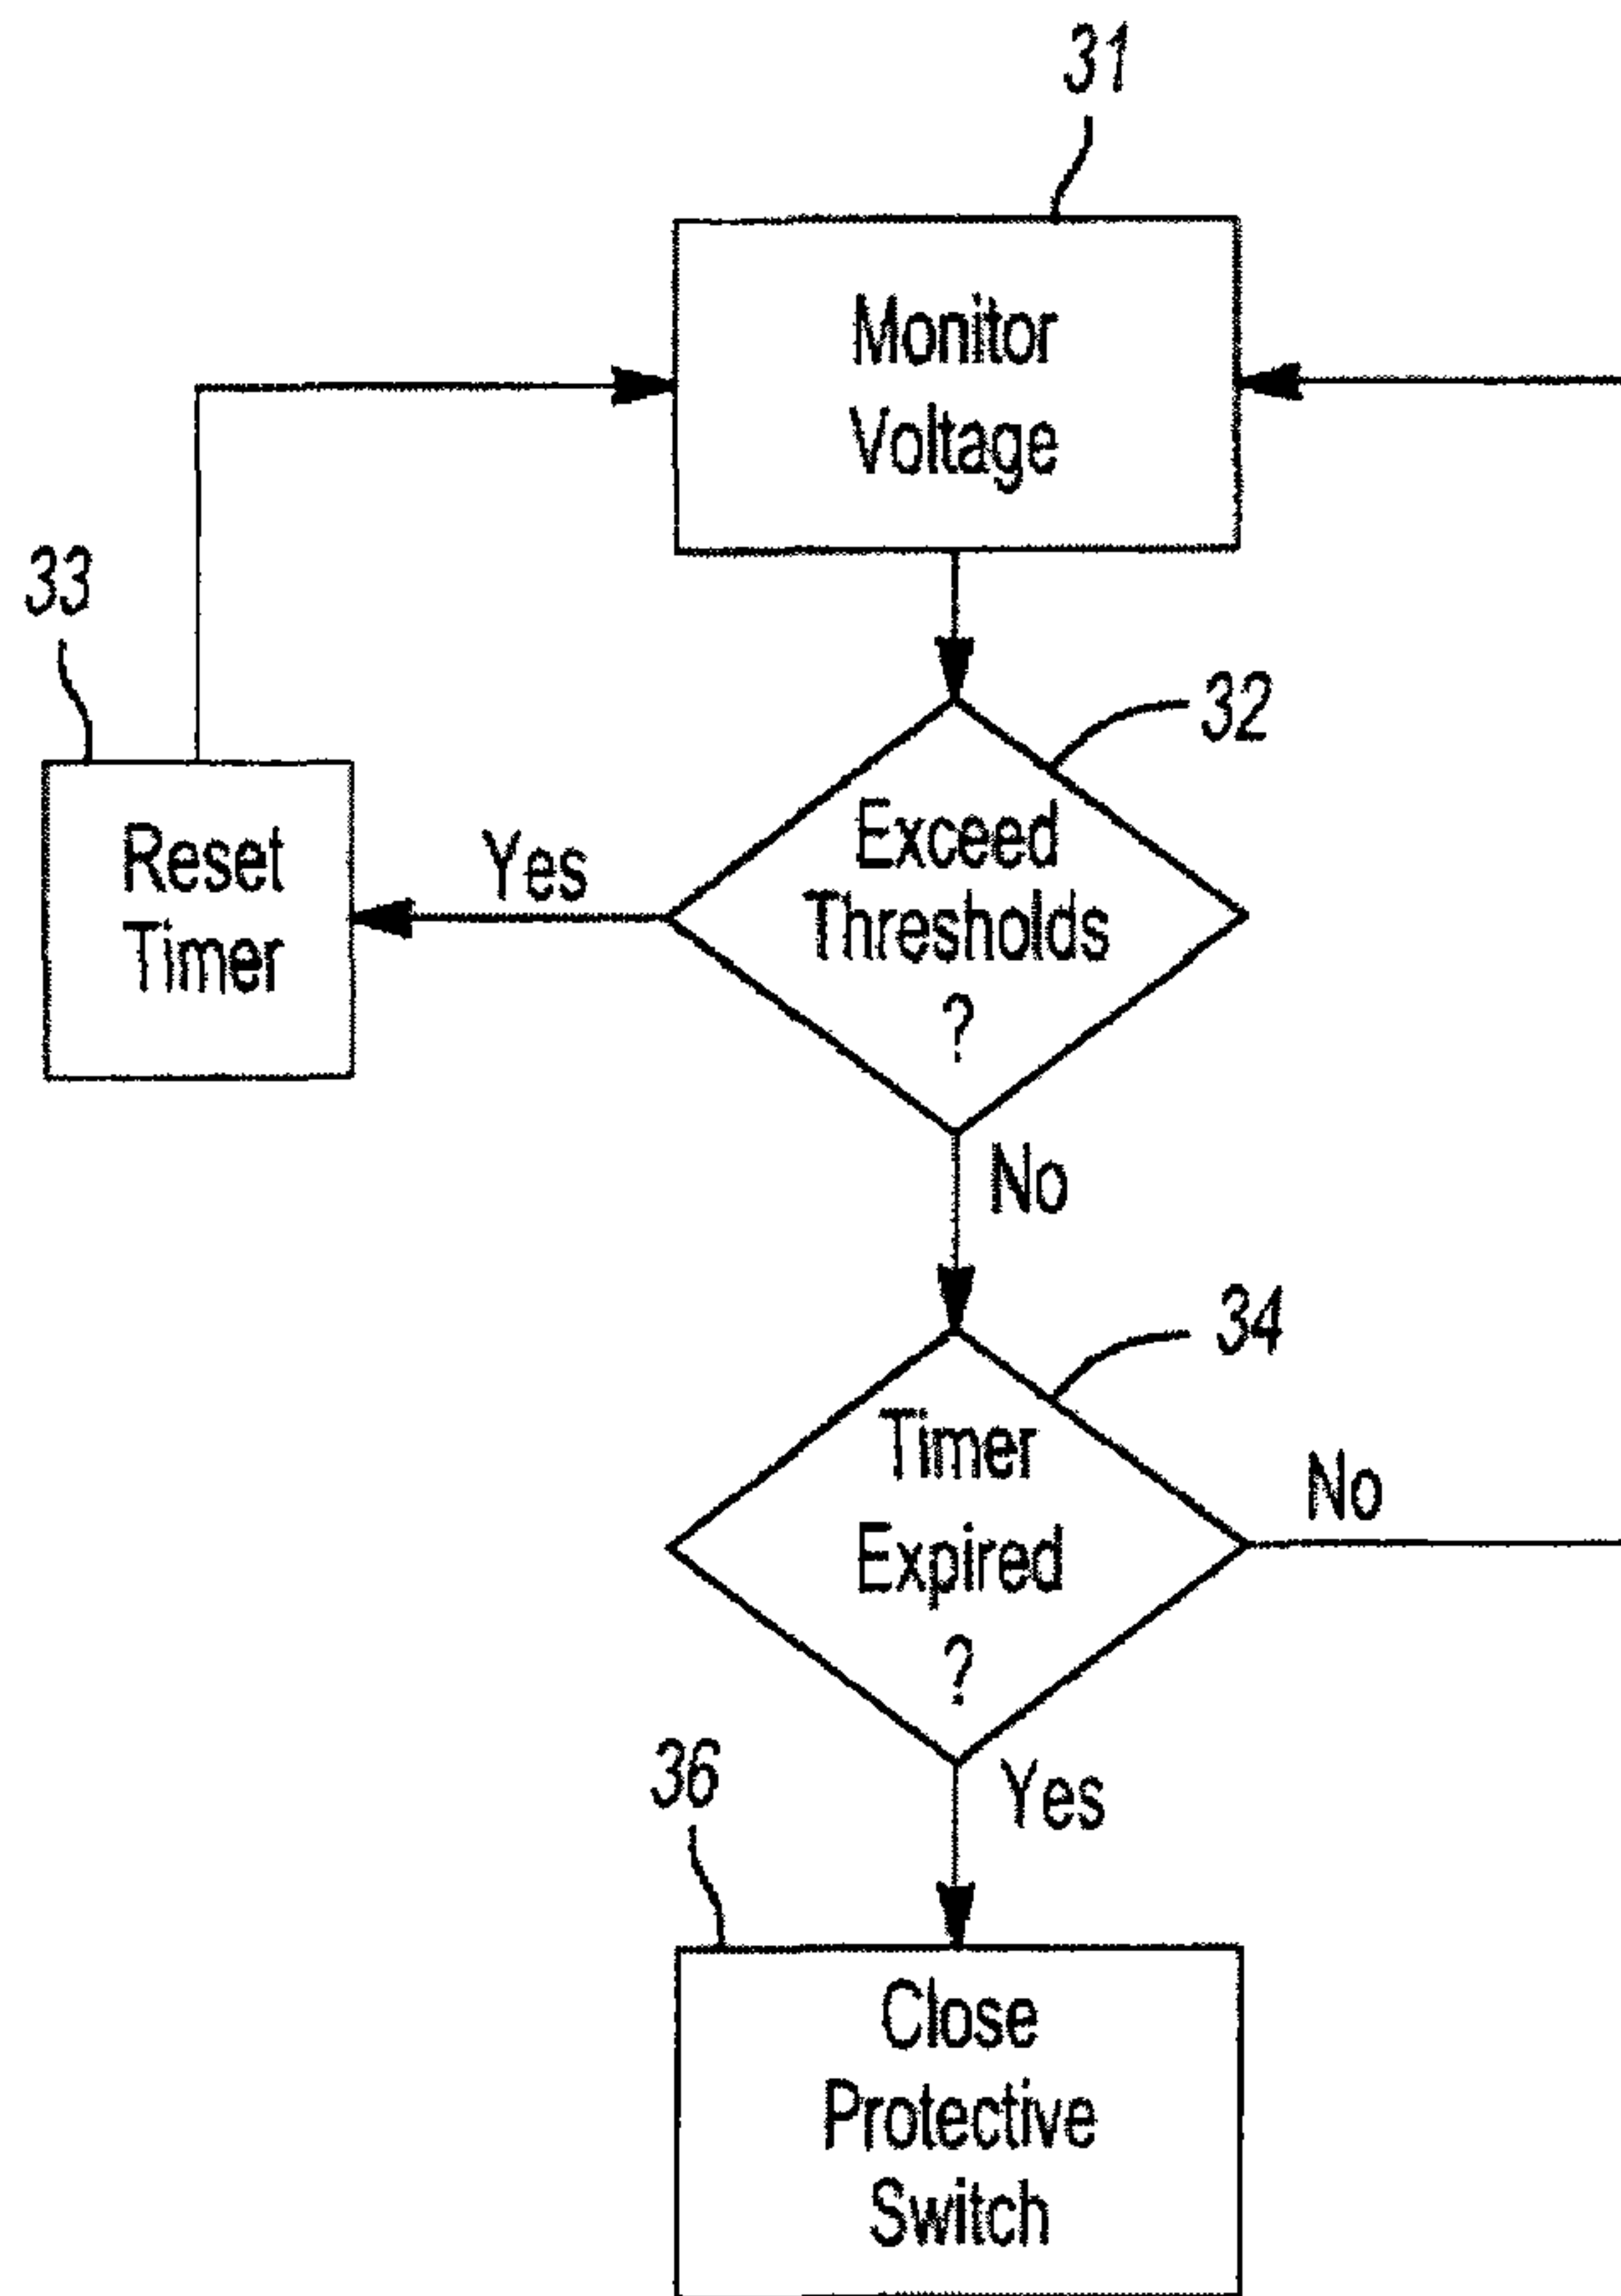 31
Monitor
Voltage
33
32
Reset
Timer
Yes
Exceed
Thresholds
?
No
34
Timer
Expired
?
No
36
Yes
Close
Protective
Switch